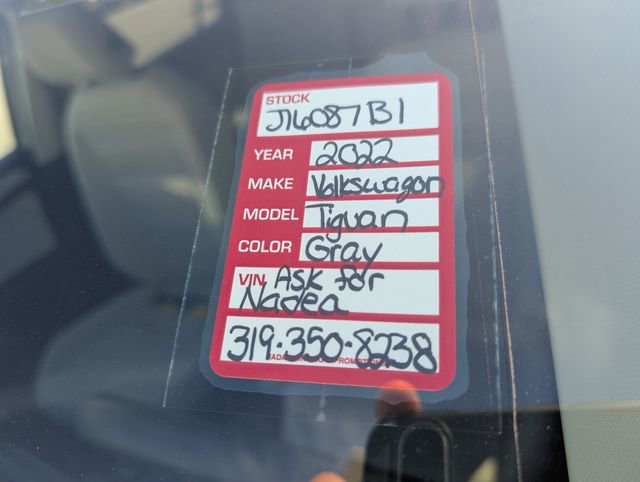 STOCK
J16087B1
YEAR 2022
MAKE Volkswagon
MODEL Tiguan
COLOR Gray
VIN Ask for
Nadea
319-350-8238